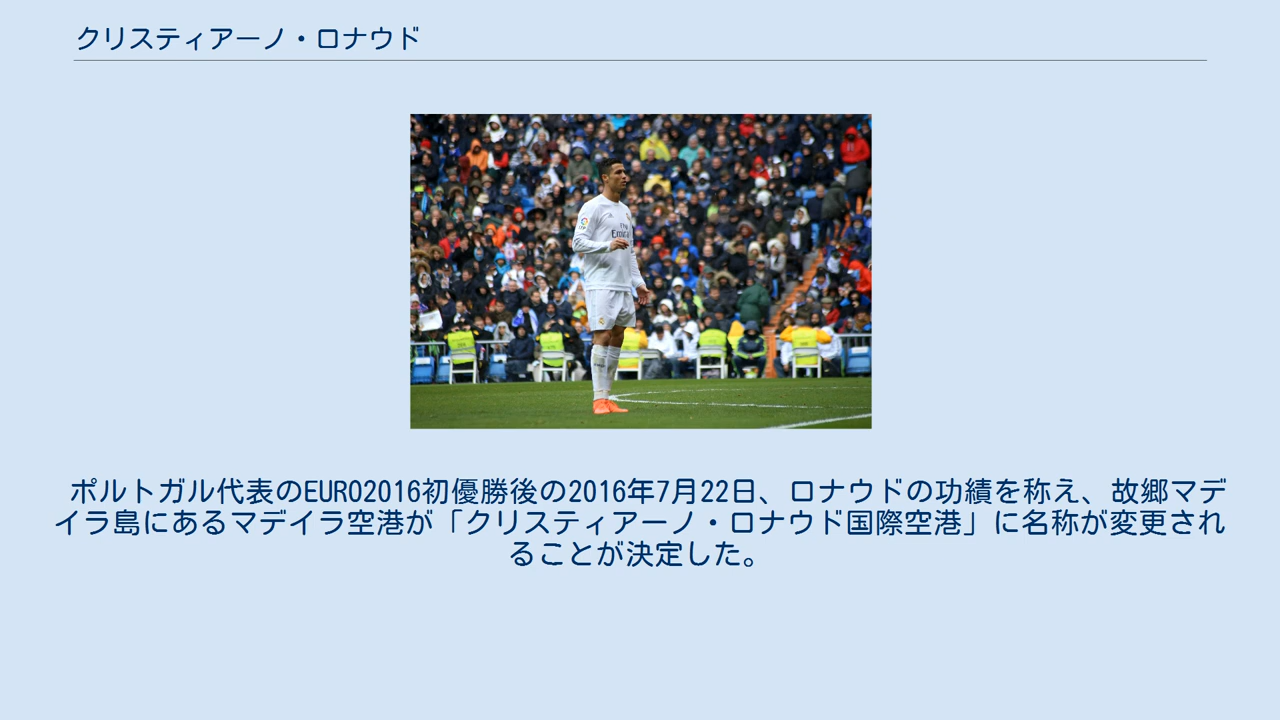 クリスティアーノ・ロナウド
Fly
Emirates
ポルトガル代表のEURO2016初優勝後の2016年7月22日、ロナウドの功績を称え、故郷マデ
イラ島にあるマデイラ空港が「クリスティアーノ・ロナウド国際空港」に名称が変更され
ることが決定した。